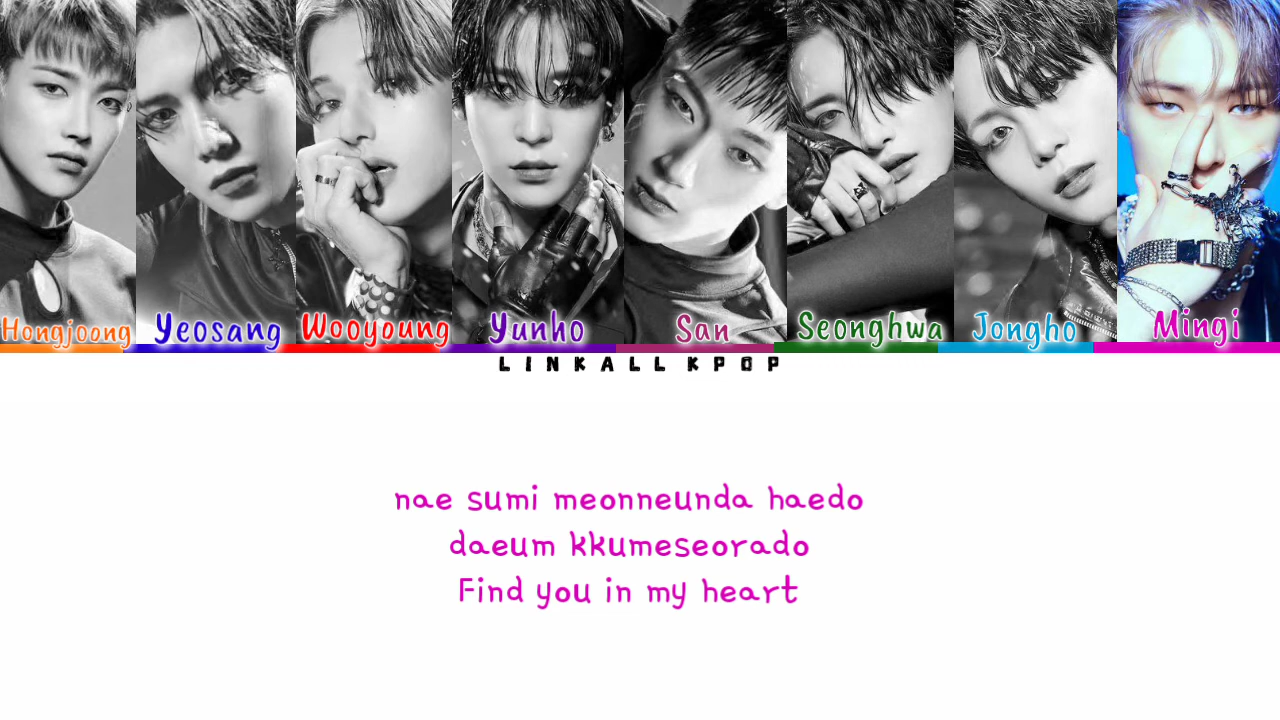 Hongjoong Yeosang Wooyoung Yunho San Seonghwa Jongho Mingi
LINKALL KPOP
nae sumi meonneunda haedo
daeum kkumeseorado
Find you in my heart